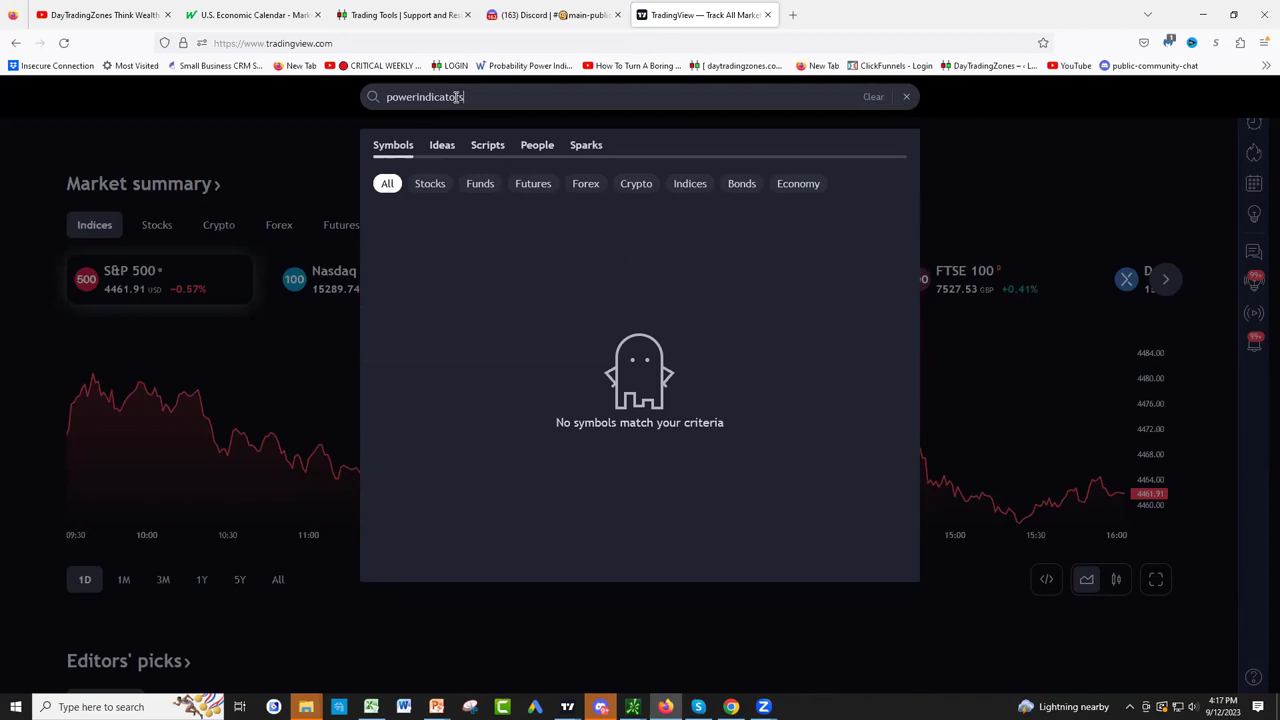 DayTradingZones Think Wealth
U.S. Economic Calendar - Mark
Trading Tools | Support and Res
(163) Discord | #🤩main-public
TradingView — Track All Market
https://www.tradingview.com
Insecure Connection
Most Visited
Small Business CRM S...
New Tab
CRITICAL WEEKLY ...
LOGIN
Probability Power Indi...
How To Turn A Boring ...
[ daytradingzones.co...
New Tab
ClickFunnels - Login
DayTradingZones – L...
YouTube
public-community-chat
powerindicators
Clear
Symbols
Ideas
Scripts
People
Sparks
All
Stocks
Funds
Futures
Forex
Crypto
Indices
Bonds
Economy
Market summary
Indices
Stocks
Crypto
Forex
Futures
500
S&P 500
4461.91 USD −0.57%
100
Nasdaq
15289.74
FTSE 100
7527.53 GBP +0.41%
No symbols match your criteria
4484.00
4480.00
4476.00
4472.00
4468.00
4464.00
4461.91
4460.00
09:30
10:00
10:30
11:00
15:00
15:30
16:00
1D
1M
3M
1Y
5Y
All
Editors' picks
99+
99+
Type here to search
Lightning nearby
4:17 PM
9/12/2023